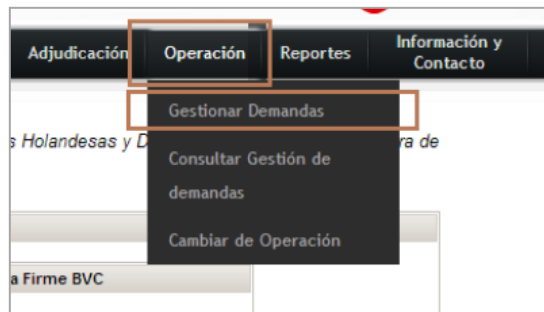 Adjudicación Operación Reportes Información y
Contacto
Gestionar Demandas
s Holandesas y D ra de
Consultar Gestión de
demandas
Cambiar de Operación
a Firme BVC